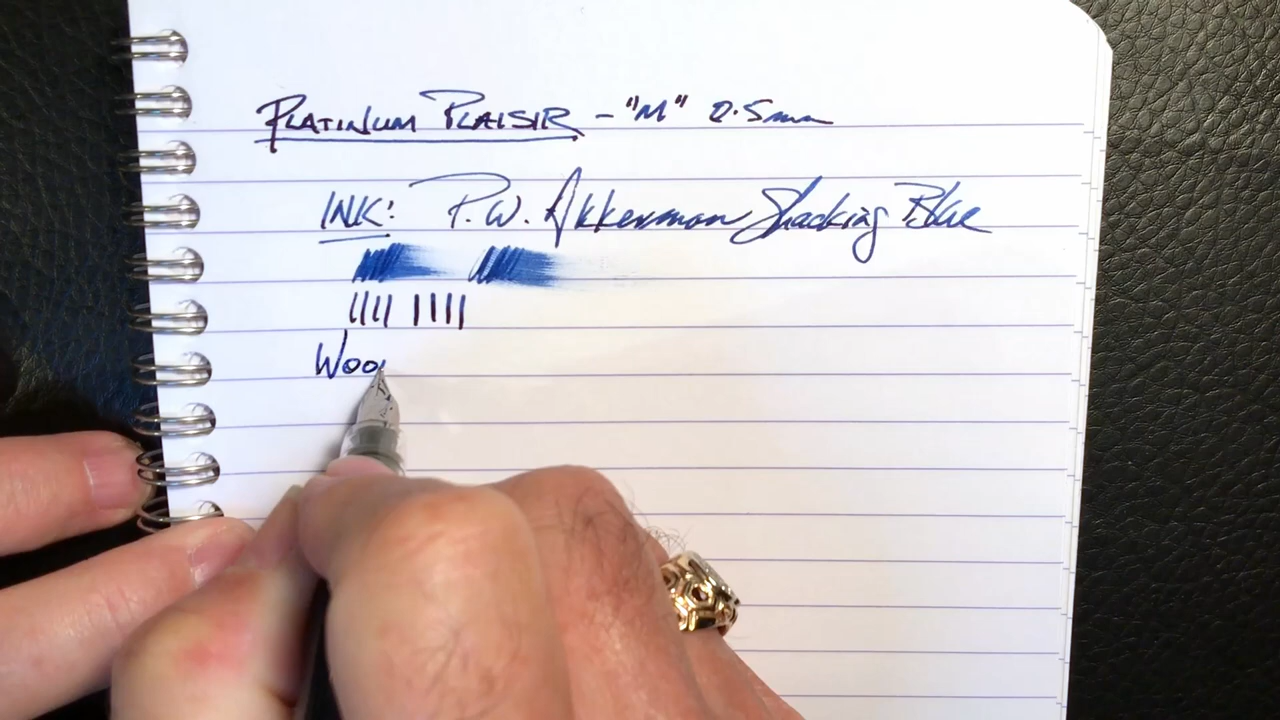 PLATINUM PLAISIR - "M" 0.5mm
INK: P.W. Akkerman Shocking Blue
Woo